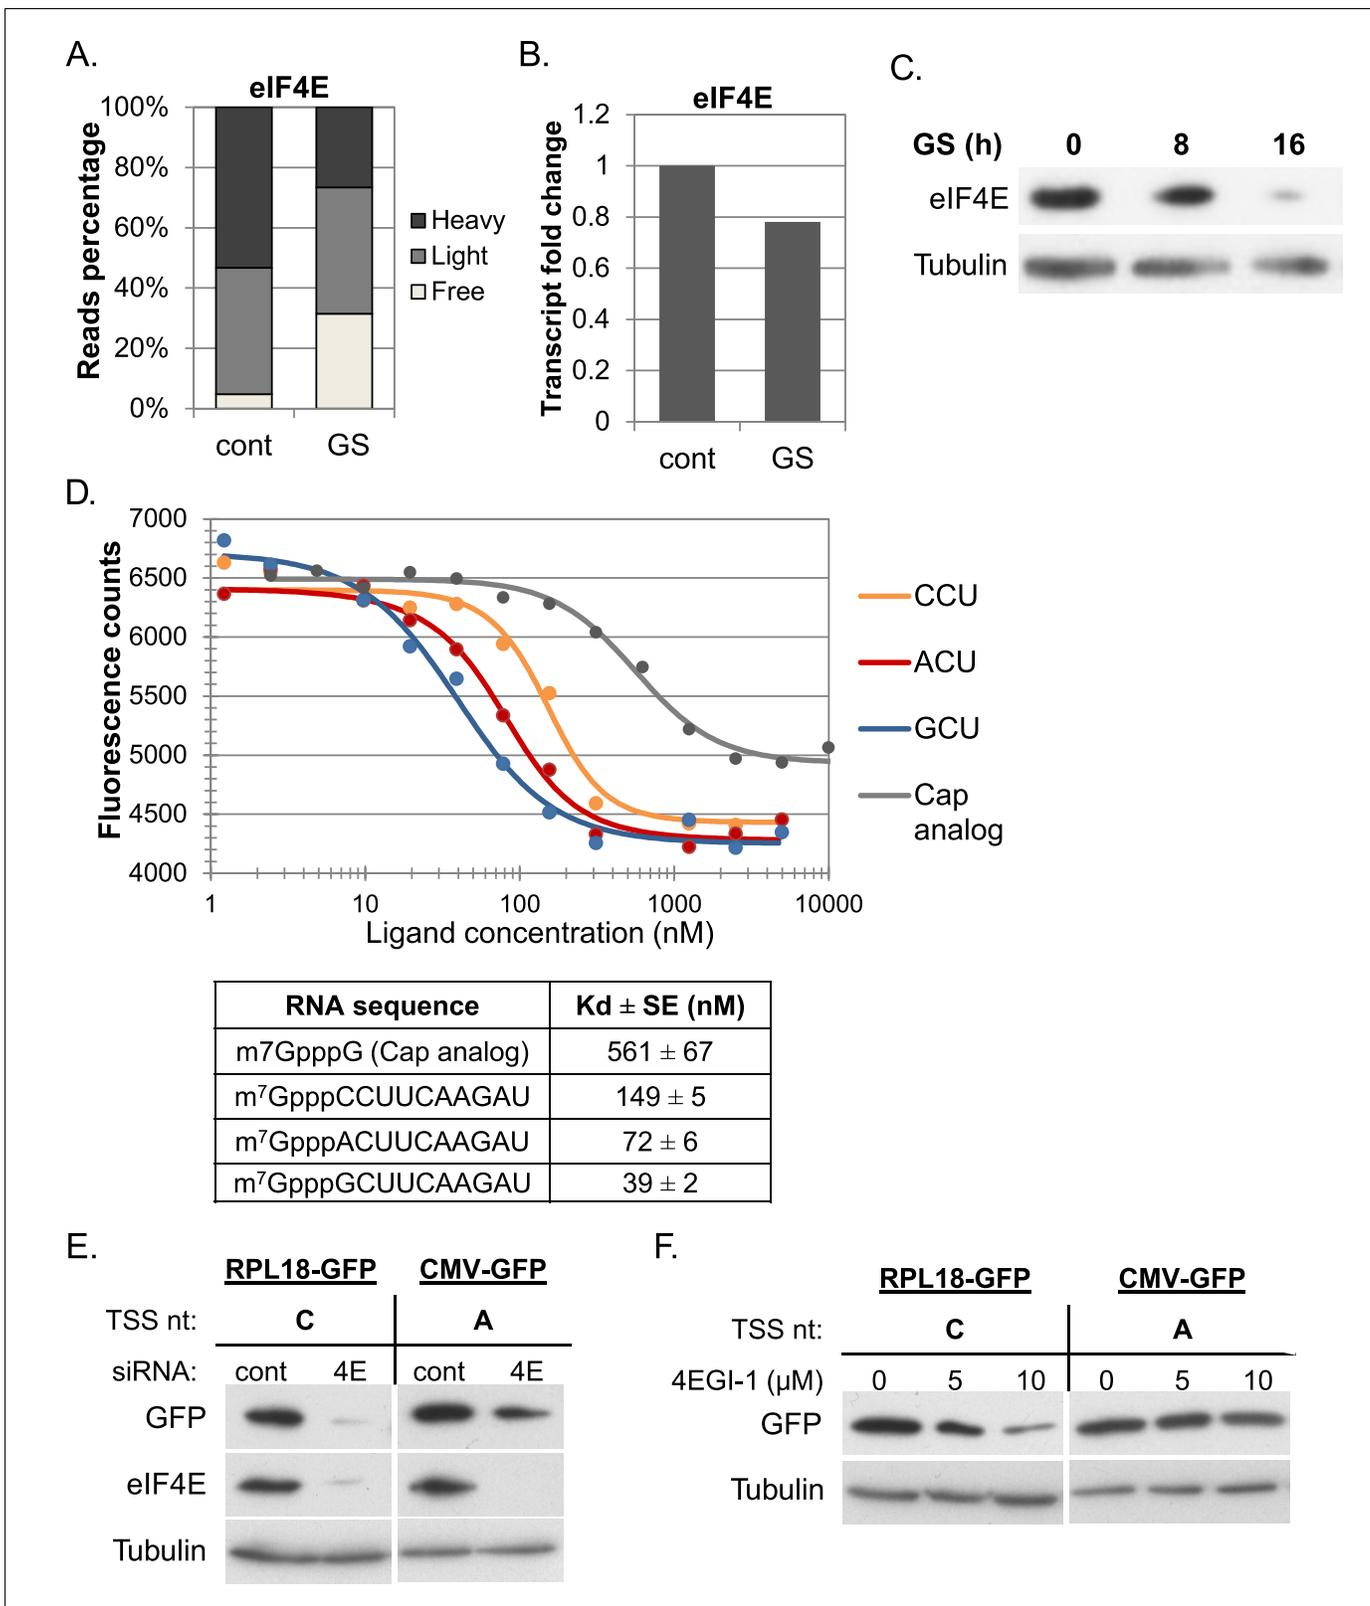 A.
eIF4E
Reads percentage
100%
80%
60%
40%
20%
0%
cont GS
Heavy
Light
Free
B.
eIF4E
Transcript fold change
1.2
1
0.8
0.6
0.4
0.2
0
cont GS
C.
GS (h) 0 8 16
eIF4E
Tubulin
D.
Fluorescence counts
7000
6500
6000
5500
5000
4500
4000
1 10 100 1000 10000
Ligand concentration (nM)
CCU
ACU
GCU
Cap
analog
RNA sequence Kd ± SE (nM)
m7GpppG (Cap analog) 561 ± 67
m⁷GpppCCUUCAAGAU 149 ± 5
m⁷GpppACUUCAAGAU 72 ± 6
m⁷GpppGCUUCAAGAU 39 ± 2
E.
RPL18-GFP CMV-GFP
TSS nt: C A
siRNA: cont 4E cont 4E
GFP
eIF4E
Tubulin
F.
RPL18-GFP CMV-GFP
TSS nt: C A
4EGI-1 (µM) 0 5 10 0 5 10
GFP
Tubulin